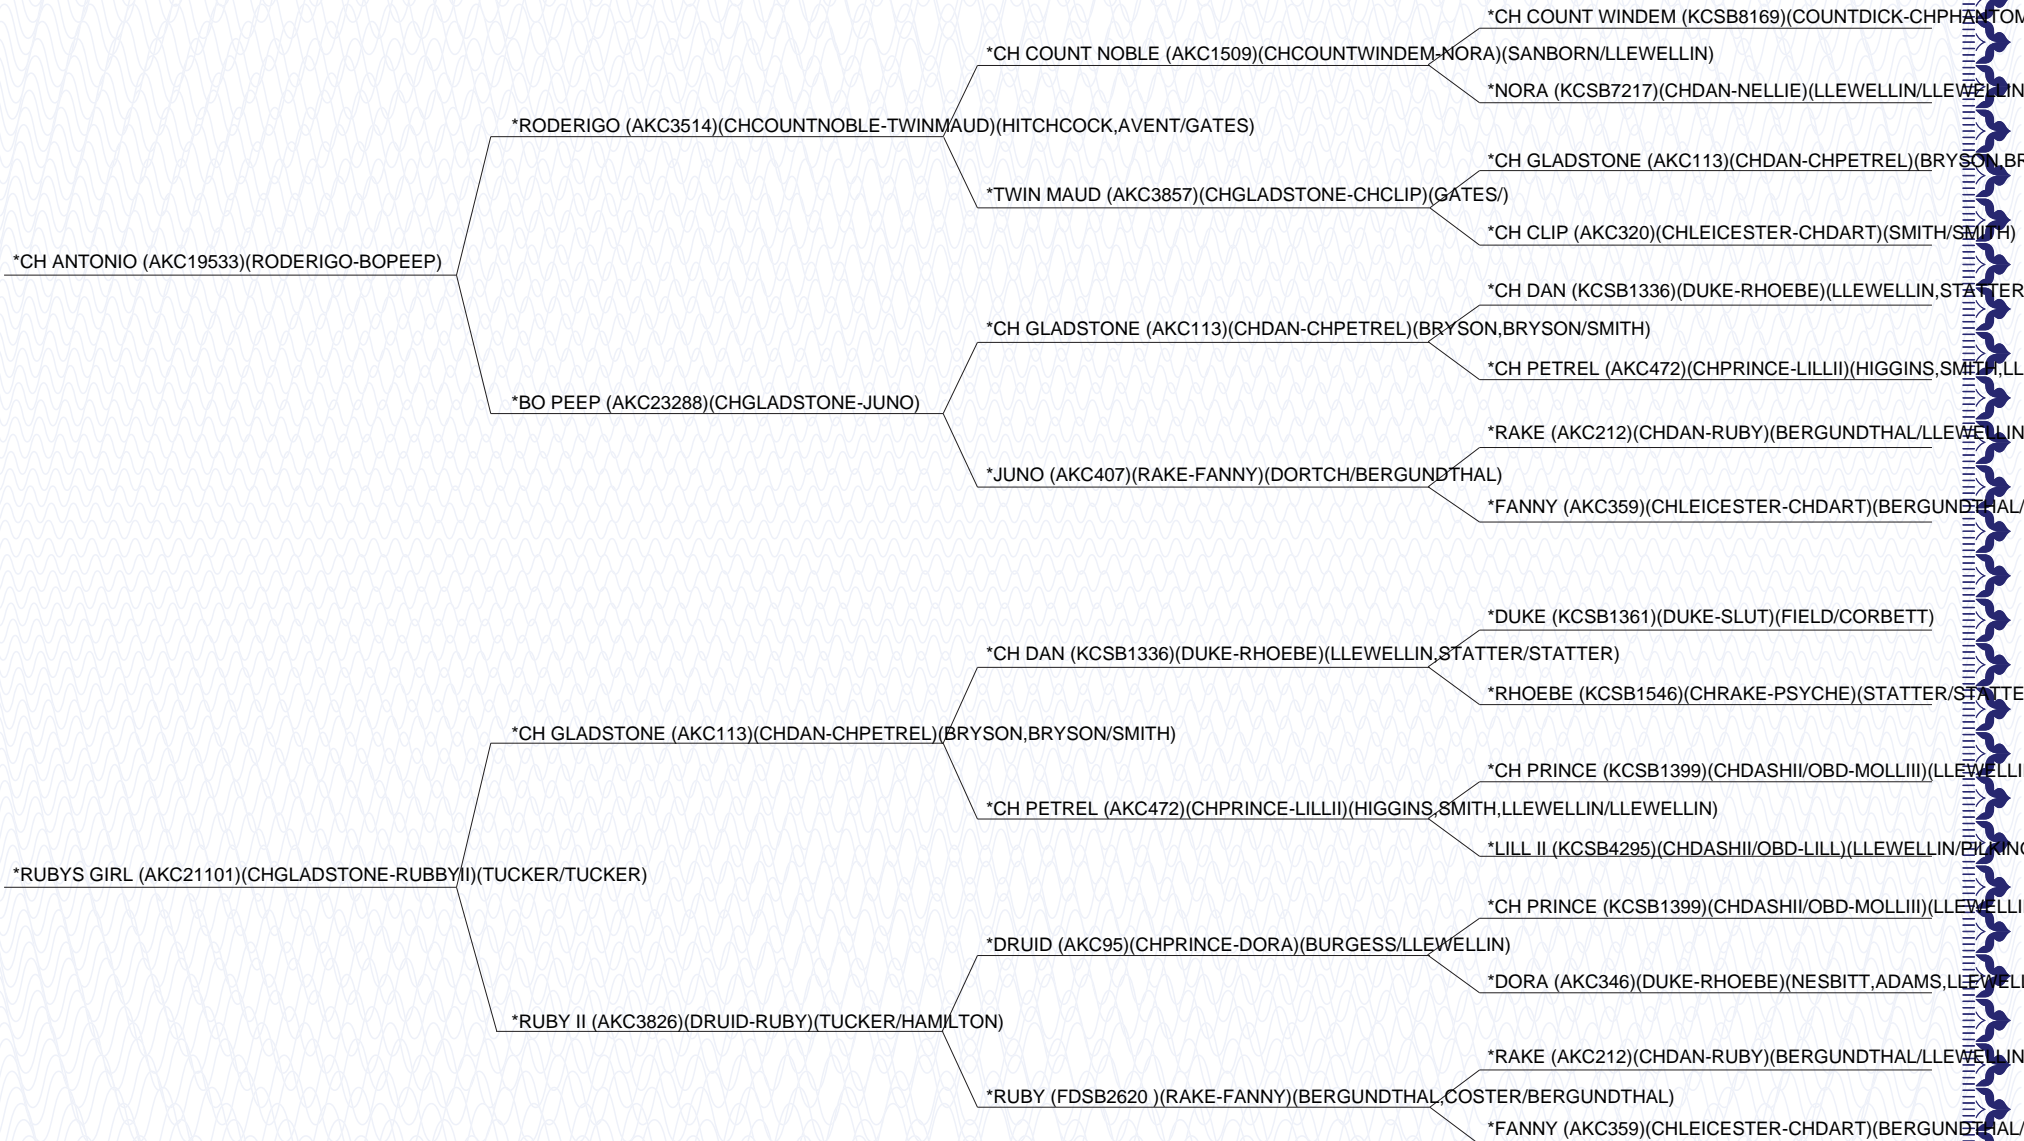 *CH COUNT WINDEM (KCSB8169)(COUNTDICK-CHPHANTOM
*CH COUNT NOBLE (AKC1509)(CHCOUNTWINDEM-NORA)(SANBORN/LLEWELLIN)
*NORA (KCSB7217)(CHDAN-NELLIE)(LLEWELLIN/LLEWELLIN
*RODERIGO (AKC3514)(CHCOUNTNOBLE-TWINMAUD)(HITCHCOCK,AVENT/GATES)
*CH GLADSTONE (AKC113)(CHDAN-CHPETREL)(BRYSON,BR
*TWIN MAUD (AKC3857)(CHGLADSTONE-CHCLIP)(GATES/)
*CH CLIP (AKC320)(CHLEICESTER-CHDART)(SMITH/SMITH)
*CH ANTONIO (AKC19533)(RODERIGO-BOPEEP)
*CH DAN (KCSB1336)(DUKE-RHOEBE)(LLEWELLIN,STATTER
*CH GLADSTONE (AKC113)(CHDAN-CHPETREL)(BRYSON,BRYSON/SMITH)
*CH PETREL (AKC472)(CHPRINCE-LILLII)(HIGGINS,SMITH,LL
*BO PEEP (AKC23288)(CHGLADSTONE-JUNO)
*RAKE (AKC212)(CHDAN-RUBY)(BERGUNDTHAL/LLEWELLIN
*JUNO (AKC407)(RAKE-FANNY)(DORTCH/BERGUNDTHAL)
*FANNY (AKC359)(CHLEICESTER-CHDART)(BERGUNDTHAL/
*DUKE (KCSB1361)(DUKE-SLUT)(FIELD/CORBETT)
*CH DAN (KCSB1336)(DUKE-RHOEBE)(LLEWELLIN,STATTER/STATTER)
*RHOEBE (KCSB1546)(CHRAKE-PSYCHE)(STATTER/STATTE
*CH GLADSTONE (AKC113)(CHDAN-CHPETREL)(BRYSON,BRYSON/SMITH)
*CH PRINCE (KCSB1399)(CHDASHII/OBD-MOLLIII)(LLEWELLI
*CH PETREL (AKC472)(CHPRINCE-LILLII)(HIGGINS,SMITH,LLEWELLIN/LLEWELLIN)
*LILL II (KCSB4295)(CHDASHII/OBD-LILL)(LLEWELLIN/PILKING
*RUBYS GIRL (AKC21101)(CHGLADSTONE-RUBBYII)(TUCKER/TUCKER)
*CH PRINCE (KCSB1399)(CHDASHII/OBD-MOLLIII)(LLEWELLI
*DRUID (AKC95)(CHPRINCE-DORA)(BURGESS/LLEWELLIN)
*DORA (AKC346)(DUKE-RHOEBE)(NESBITT,ADAMS,LLEWELL
*RUBY II (AKC3826)(DRUID-RUBY)(TUCKER/HAMILTON)
*RAKE (AKC212)(CHDAN-RUBY)(BERGUNDTHAL/LLEWELLIN
*RUBY (FDSB2620 )(RAKE-FANNY)(BERGUNDTHAL,COSTER/BERGUNDTHAL)
*FANNY (AKC359)(CHLEICESTER-CHDART)(BERGUNDTHAL/